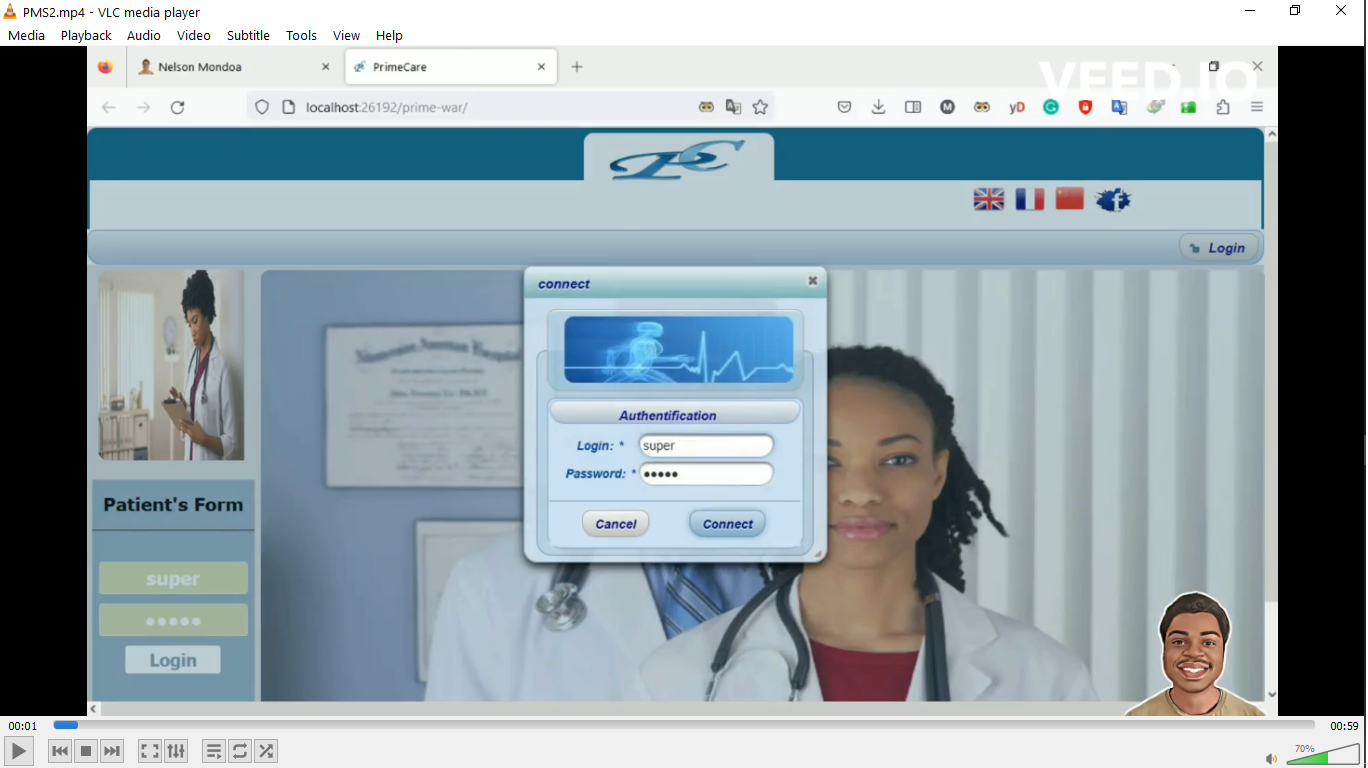 PMS2.mp4 - VLC media player
Media Playback Audio Video Subtitle Tools View Help
Nelson Mondoa
PrimeCare
VEED.IO
localhost:26192/prime-war/
M
yD
PC
f
Login
connect
Authentification
Login: *
super
Password: *
•••••
Cancel
Connect
Patient's Form
super
•••••
Login
00:01
00:59
70%